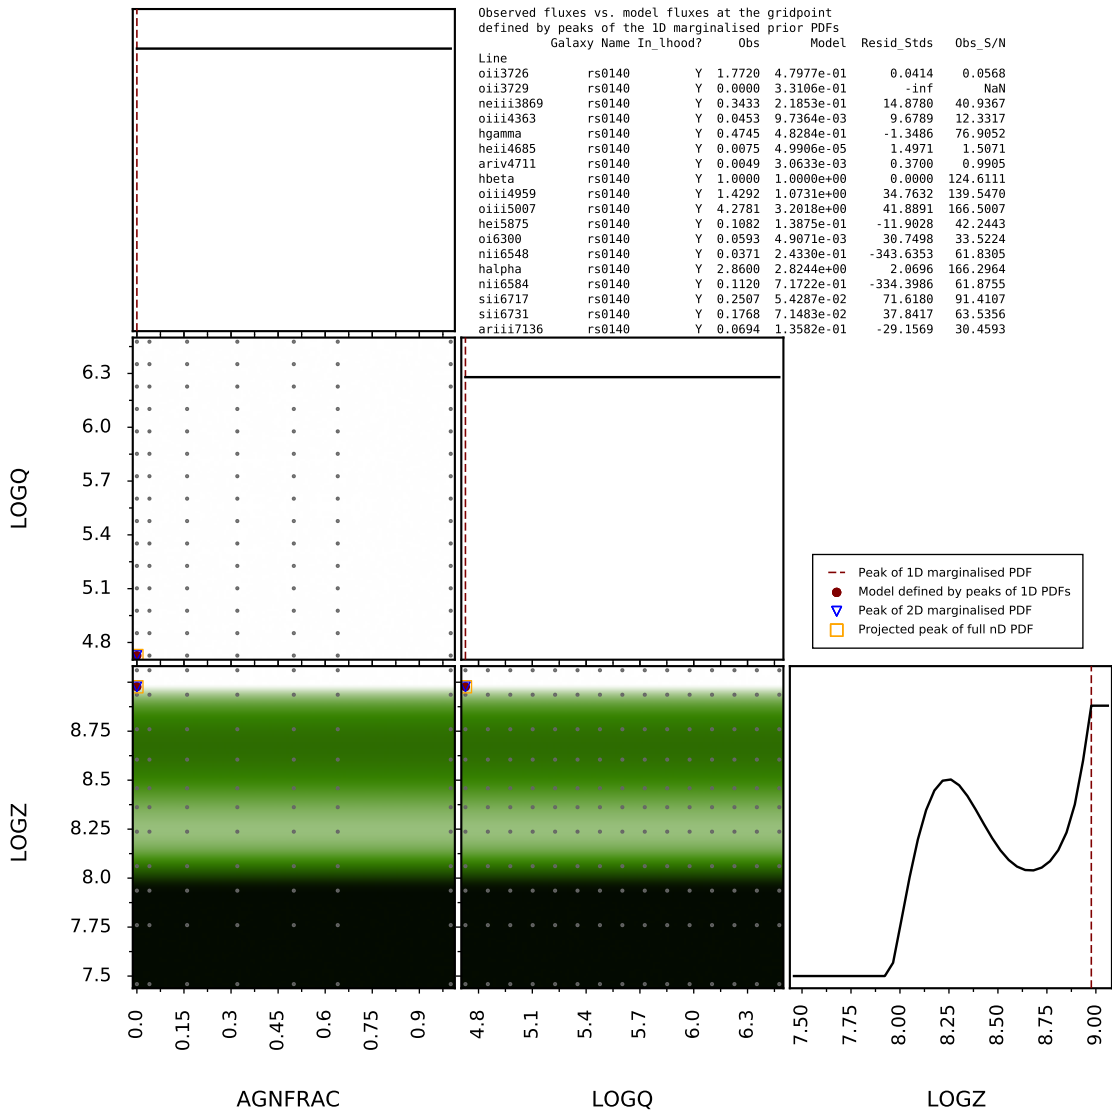 Observed fluxes vs. model fluxes at the gridpoint
defined by peaks of the 1D marginalised prior PDFs
Galaxy Name In_lhood? Obs Model Resid_Stds Obs_S/N
Line
oii3726 rs0140 Y 1.7720 4.7977e-01 0.0414 0.0568
oii3729 rs0140 Y 0.0000 3.3106e-01 -inf NaN
neiii3869 rs0140 Y 0.3433 2.1853e-01 14.8780 40.9367
oiii4363 rs0140 Y 0.0453 9.7364e-03 9.6789 12.3317
hgamma rs0140 Y 0.4745 4.8284e-01 -1.3486 76.9052
heii4685 rs0140 Y 0.0075 4.9906e-05 1.4971 1.5071
ariv4711 rs0140 Y 0.0049 3.0633e-03 0.3700 0.9905
hbeta rs0140 Y 1.0000 1.0000e+00 0.0000 124.6111
oiii4959 rs0140 Y 1.4292 1.0731e+00 34.7632 139.5470
oiii5007 rs0140 Y 4.2781 3.2018e+00 41.8891 166.5007
hei5875 rs0140 Y 0.1082 1.3875e-01 -11.9028 42.2443
oi6300 rs0140 Y 0.0593 4.9071e-03 30.7498 33.5224
nii6548 rs0140 Y 0.0371 2.4330e-01 -343.6353 61.8305
halpha rs0140 Y 2.8600 2.8244e+00 2.0696 166.2964
nii6584 rs0140 Y 0.1120 7.1722e-01 -334.3986 61.8755
sii6717 rs0140 Y 0.2507 5.4287e-02 71.6180 91.4107
sii6731 rs0140 Y 0.1768 7.1483e-02 37.8417 63.5356
ariii7136 rs0140 Y 0.0694 1.3582e-01 -29.1569 30.4593
LOGQ
6.3
6.0
5.7
5.4
5.1
4.8
Peak of 1D marginalised PDF
Model defined by peaks of 1D PDFs
Peak of 2D marginalised PDF
Projected peak of full nD PDF
LOGZ
8.75
8.5
8.25
8.0
7.75
7.5
0.0 0.15 0.3 0.45 0.6 0.75 0.9
4.8 5.1 5.4 5.7 6.0 6.3
7.50 7.75 8.00 8.25 8.50 8.75 9.00
AGNFRAC LOGQ LOGZ